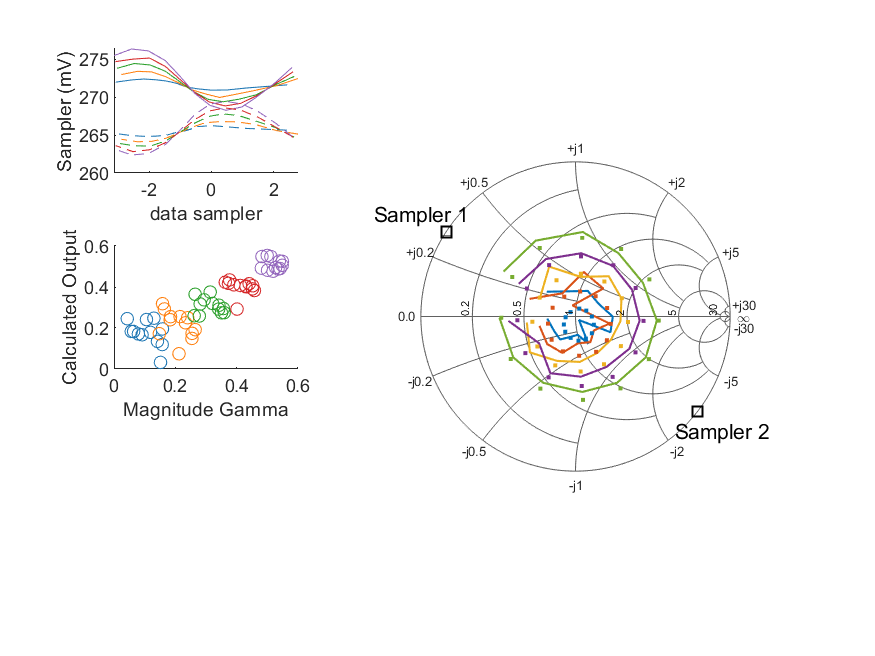 Sampler (mV)
275
270
265
260
-2
0
2
data sampler
Calculated Output
0.6
0.4
0.2
0
0
0.2
0.4
0.6
Magnitude Gamma
+j1
+j0.5
+j2
Sampler 1
+j0.2
+j5
0.0
0.2
0.5
1
2
5
30
+j30
∞
-j30
-j0.2
-j5
Sampler 2
-j0.5
-j2
-j1